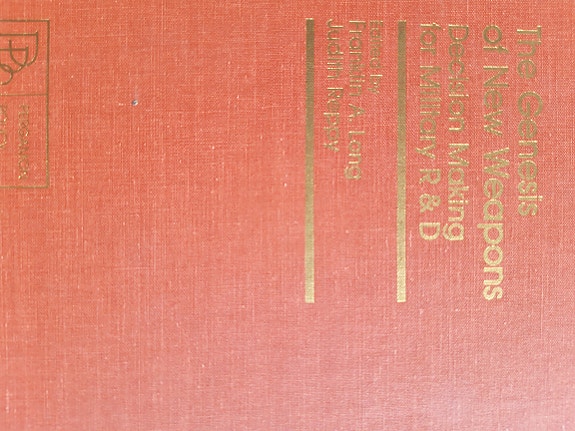 The Genesis
of New Weapons
Decision Making
for Military R & D
Edited by
Franklin A. Long
Judith Reppy